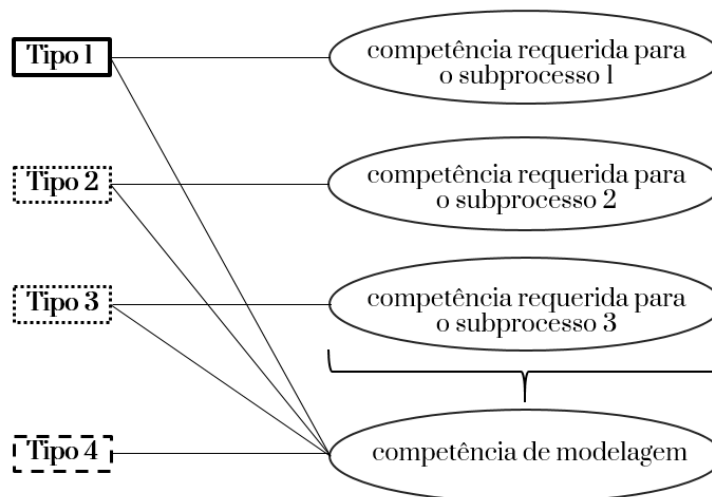 Tipo 1
competência requerida para
o subprocesso 1
Tipo 2
competência requerida para
o subprocesso 2
Tipo 3
competência requerida para
o subprocesso 3
Tipo 4
competência de modelagem